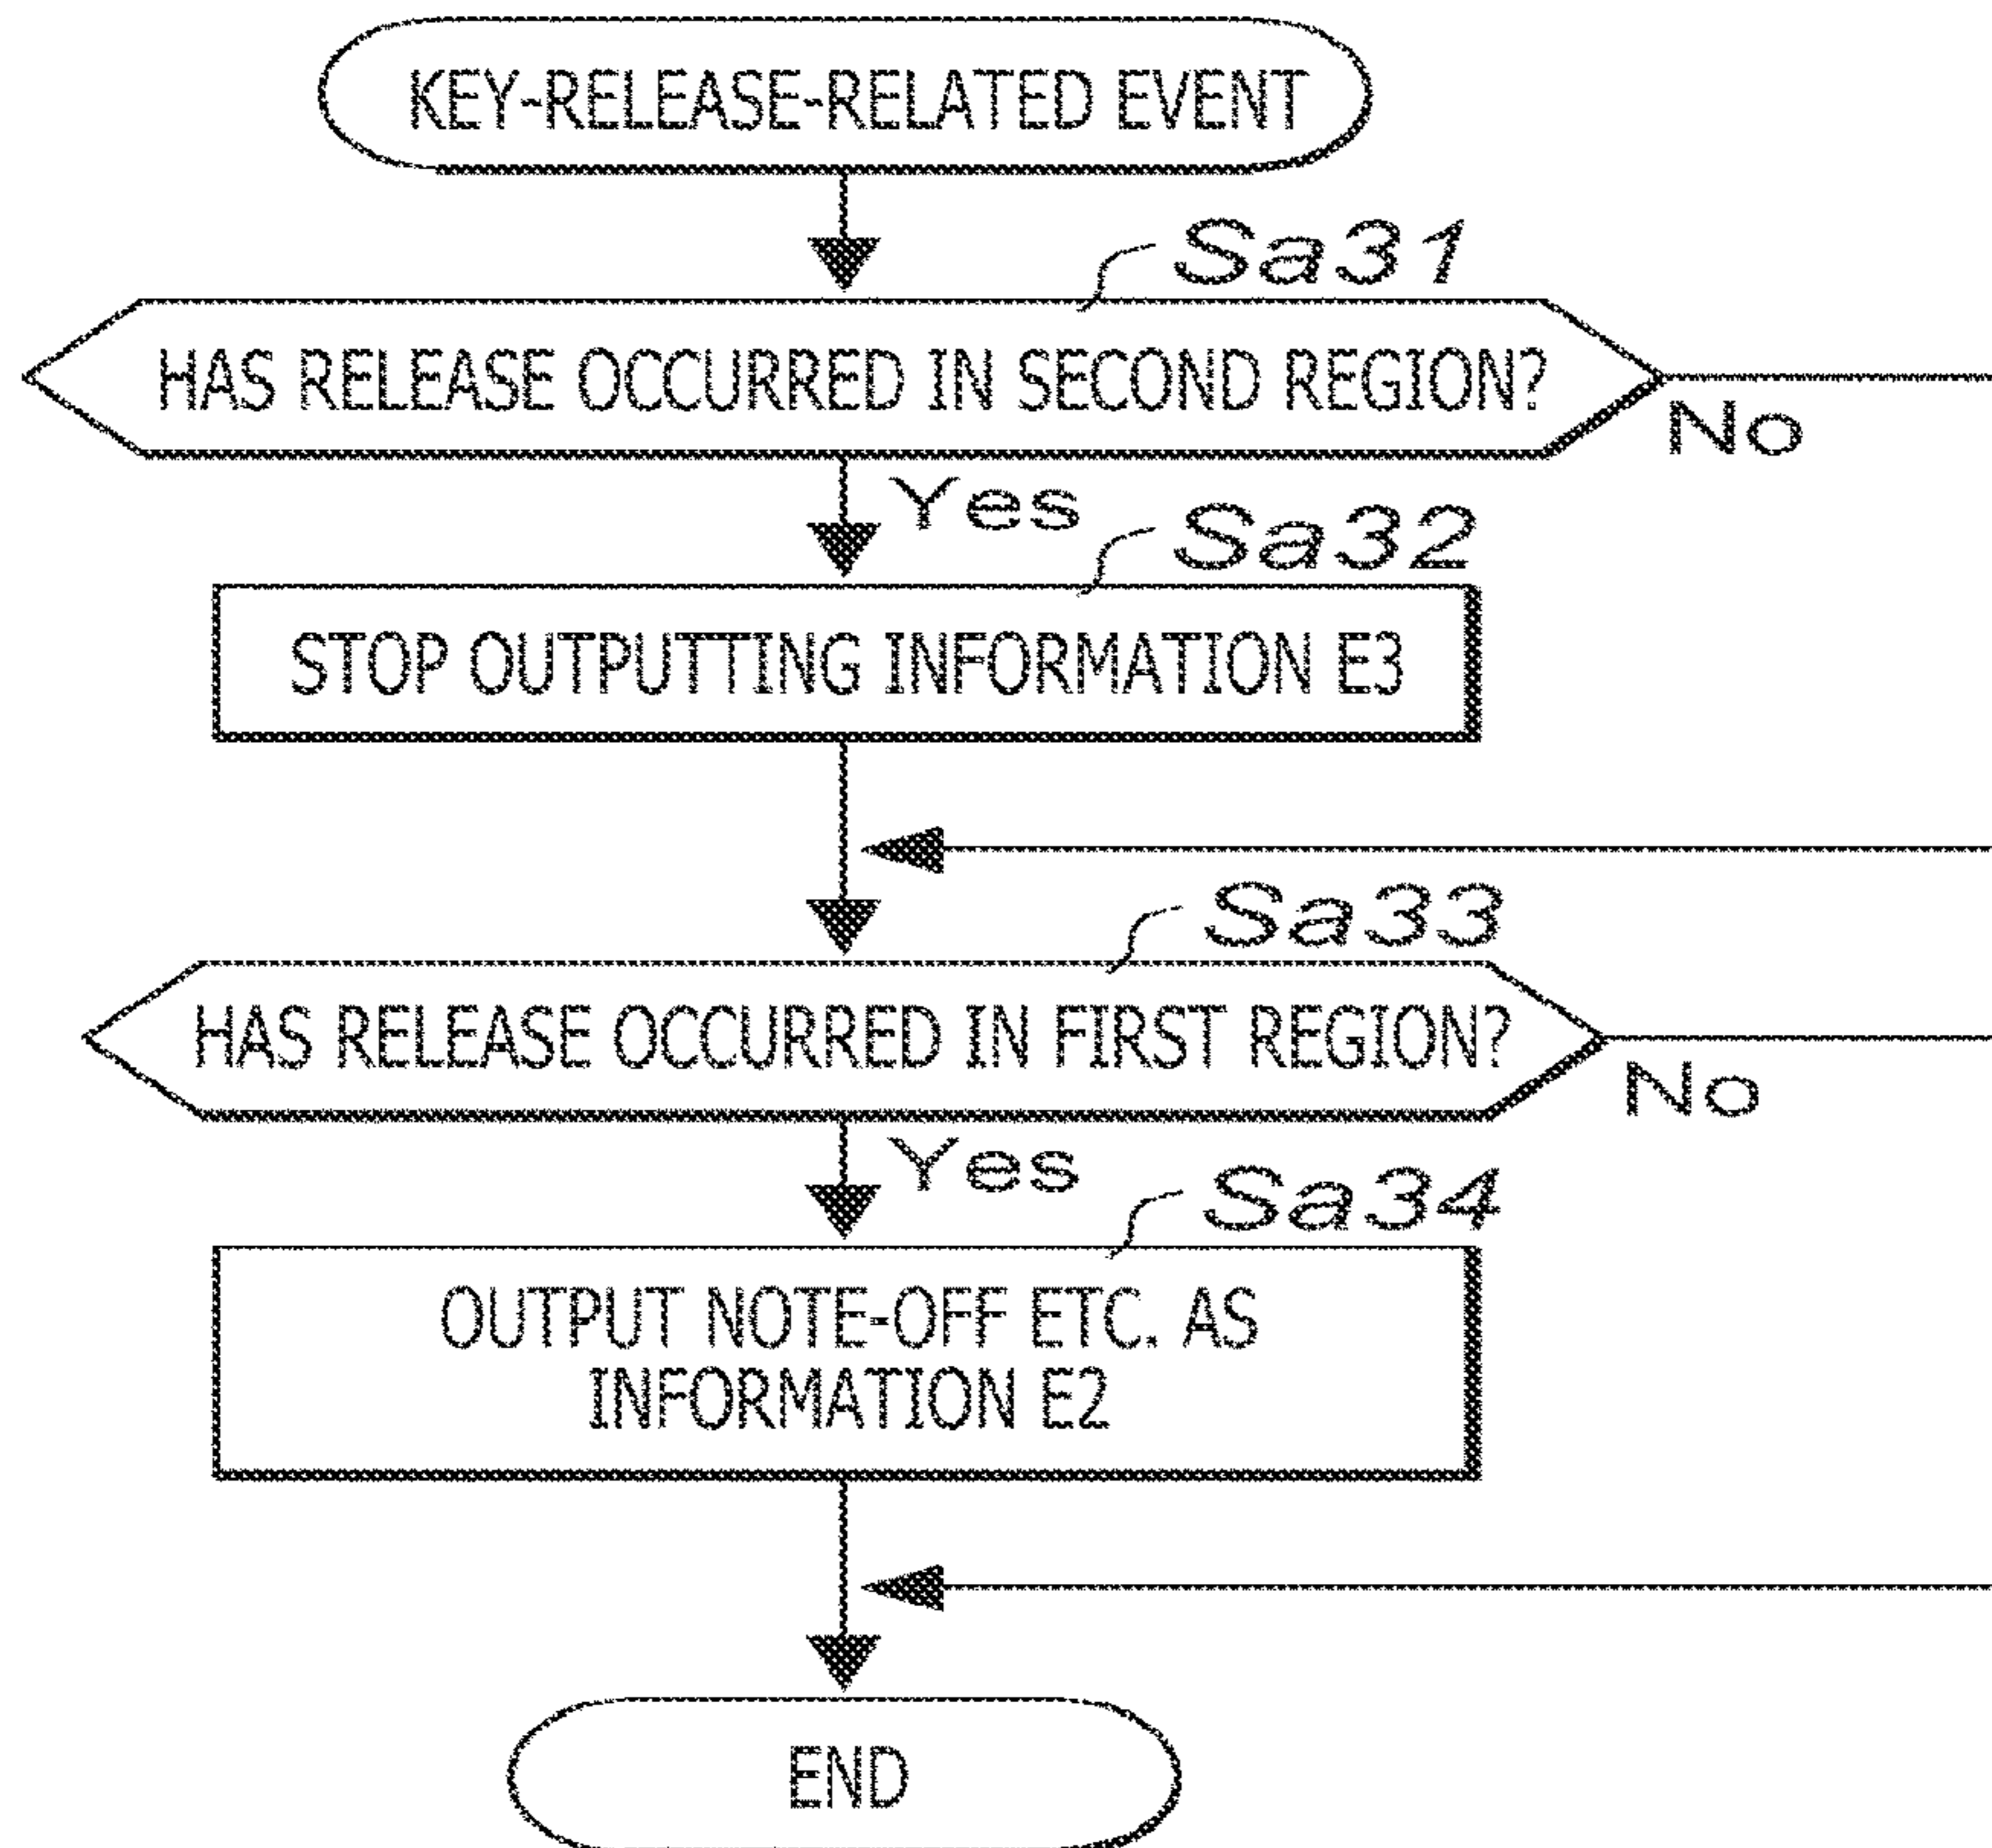 KEY-RELEASE-RELATED EVENT
Sa31
HAS RELEASE OCCURRED IN SECOND REGION?
No
Yes
Sa32
STOP OUTPUTTING INFORMATION E3
Sa33
HAS RELEASE OCCURRED IN FIRST REGION?
No
Yes
Sa34
OUTPUT NOTE-OFF ETC. AS
INFORMATION E2
END